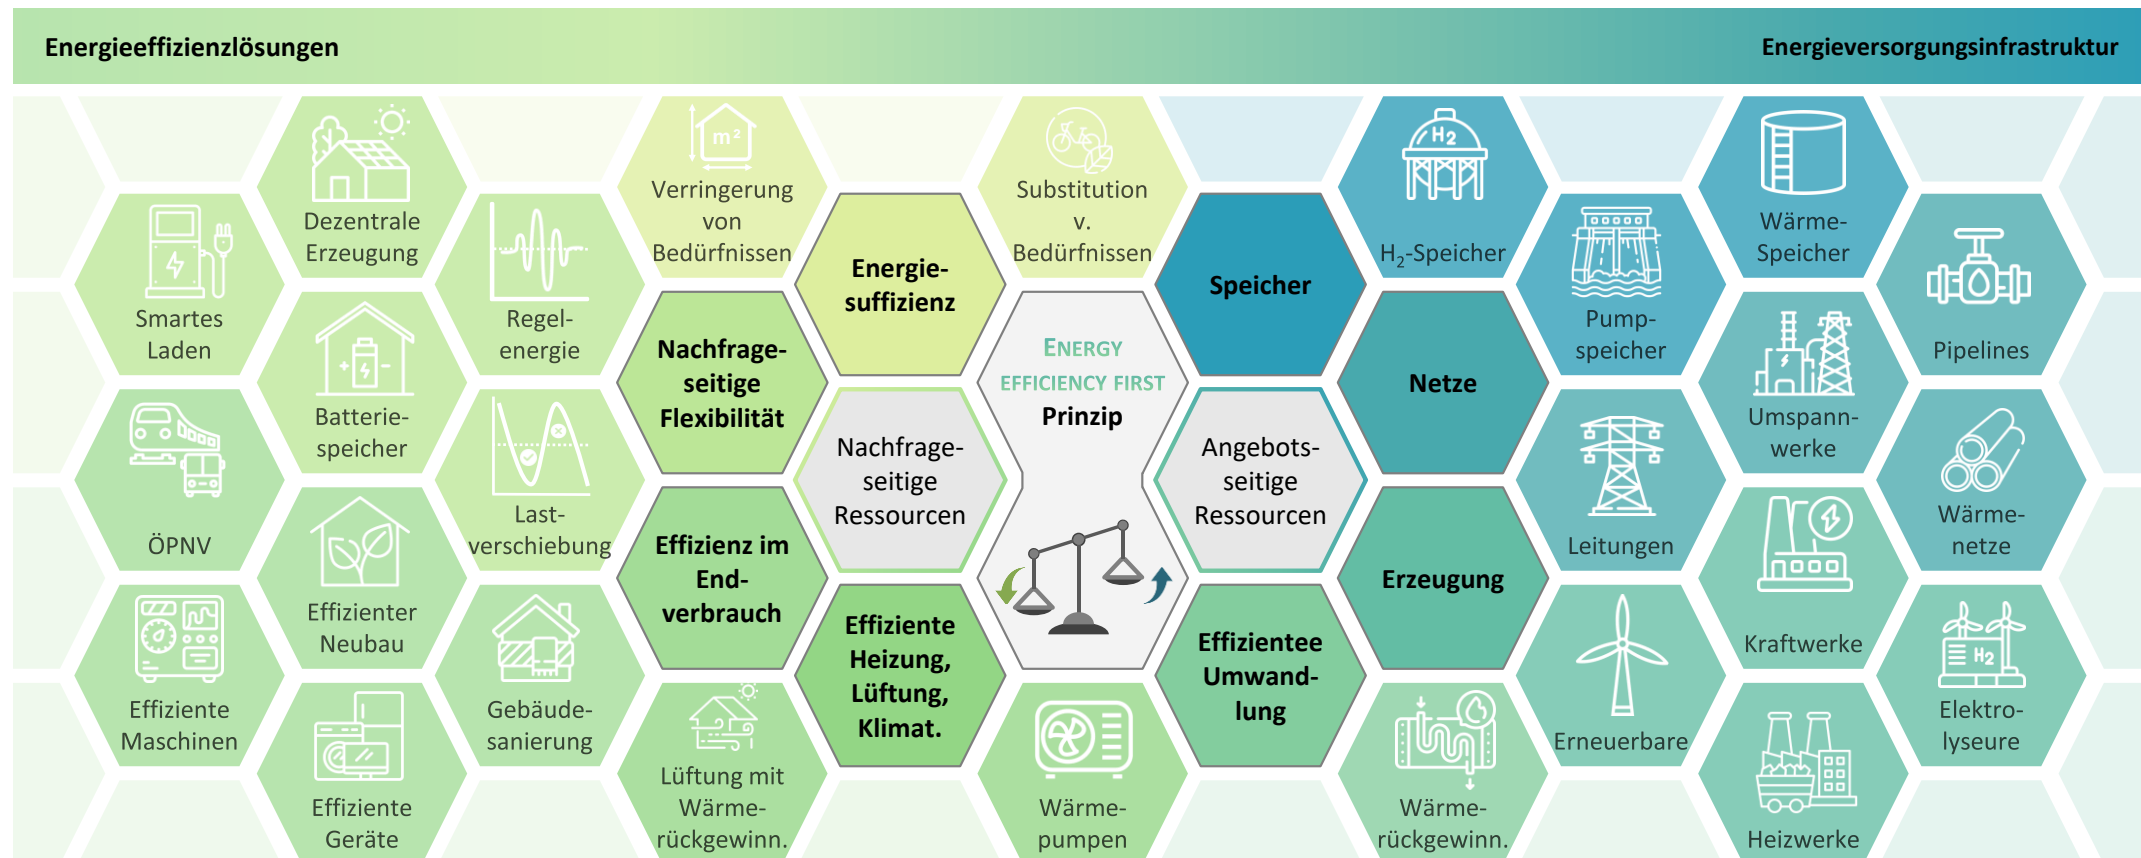 Energieeffizienzlösungen
Energieversorgungsinfrastruktur
Smartes
Laden
ÖPNV
Effiziente
Maschinen
Dezentrale
Erzeugung
Batterie-
speicher
Effizienter
Neubau
Effiziente
Geräte
Regel-
energie
Last-
verschiebung
Gebäude-
sanierung
m²
Verringerung
von
Bedürfnissen
Nachfrage-
seitige
Flexibilität
Effizienz im
End-
verbrauch
Lüftung mit
Wärme-
rückgewinn.
Energie-
suffizienz
Nachfrage-
seitige
Ressourcen
Effiziente
Heizung,
Lüftung,
Klimat.
Substitution
v.
Bedürfnissen
ENERGY
EFFICIENCY FIRST
Prinzip
Wärme-
pumpen
Speicher
Angebots-
seitige
Ressourcen
Effizientee
Umwand-
lung
H2
H₂-Speicher
Netze
Erzeugung
Wärme-
rückgewinn.
Pump-
speicher
Leitungen
Erneuerbare
Wärme-
Speicher
Umspann-
werke
Kraftwerke
Heizwerke
Pipelines
Wärme-
netze
H2
Elektro-
lyseure